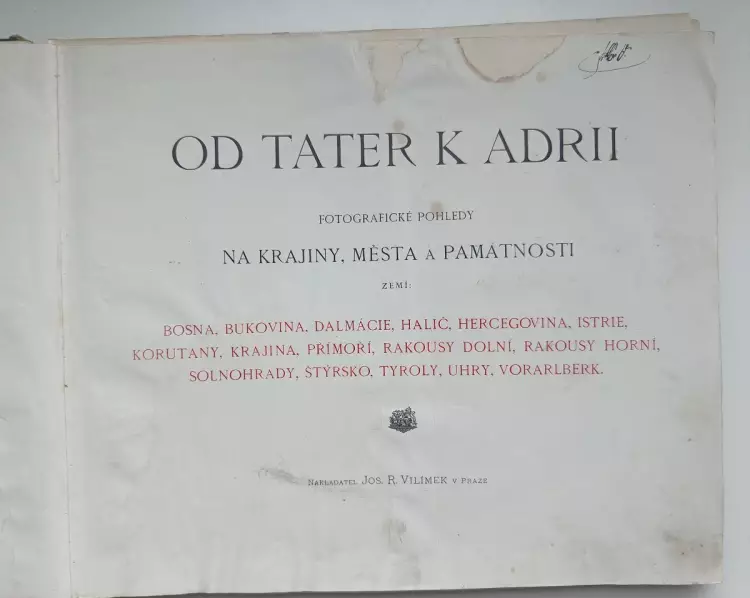 OD TATER K ADRII
FOTOGRAFICKÉ POHLEDY
NA KRAJINY, MĚSTA A PAMÁTNOSTI
ZEMÍ:
BOSNA, BUKOVINA, DALMÁCIE, HALIČ, HERCEGOVINA, ISTRIE,
KORUTANY, KRAJINA, PŘÍMOŘÍ, RAKOUSY DOLNÍ, RAKOUSY HORNÍ,
SOLNOHRADY, ŠTÝRSKO, TYROLY, UHRY, VORARLBERK.
NAKLADATEL JOS. R. VILÍMEK V PRAZE